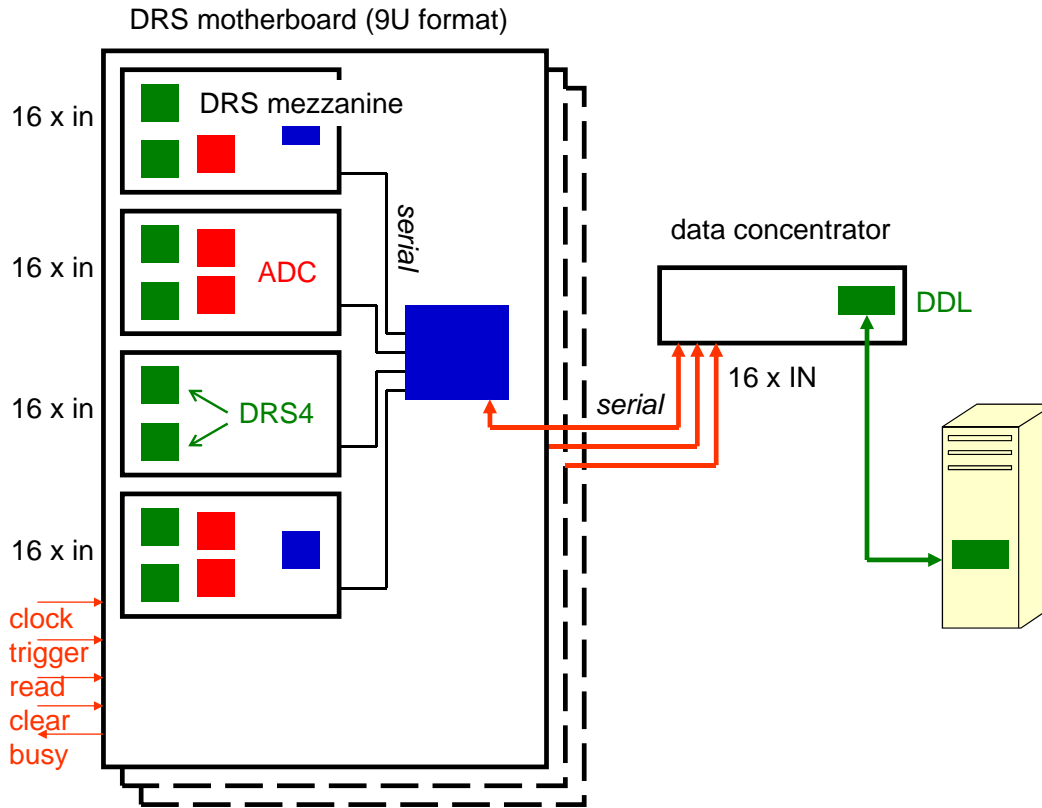 DRS motherboard (9U format)
16 x in
DRS mezzanine
serial
16 x in
ADC
16 x in
DRS4
16 x in
clock
trigger
read
clear
busy
data concentrator
DDL
16 x IN
serial